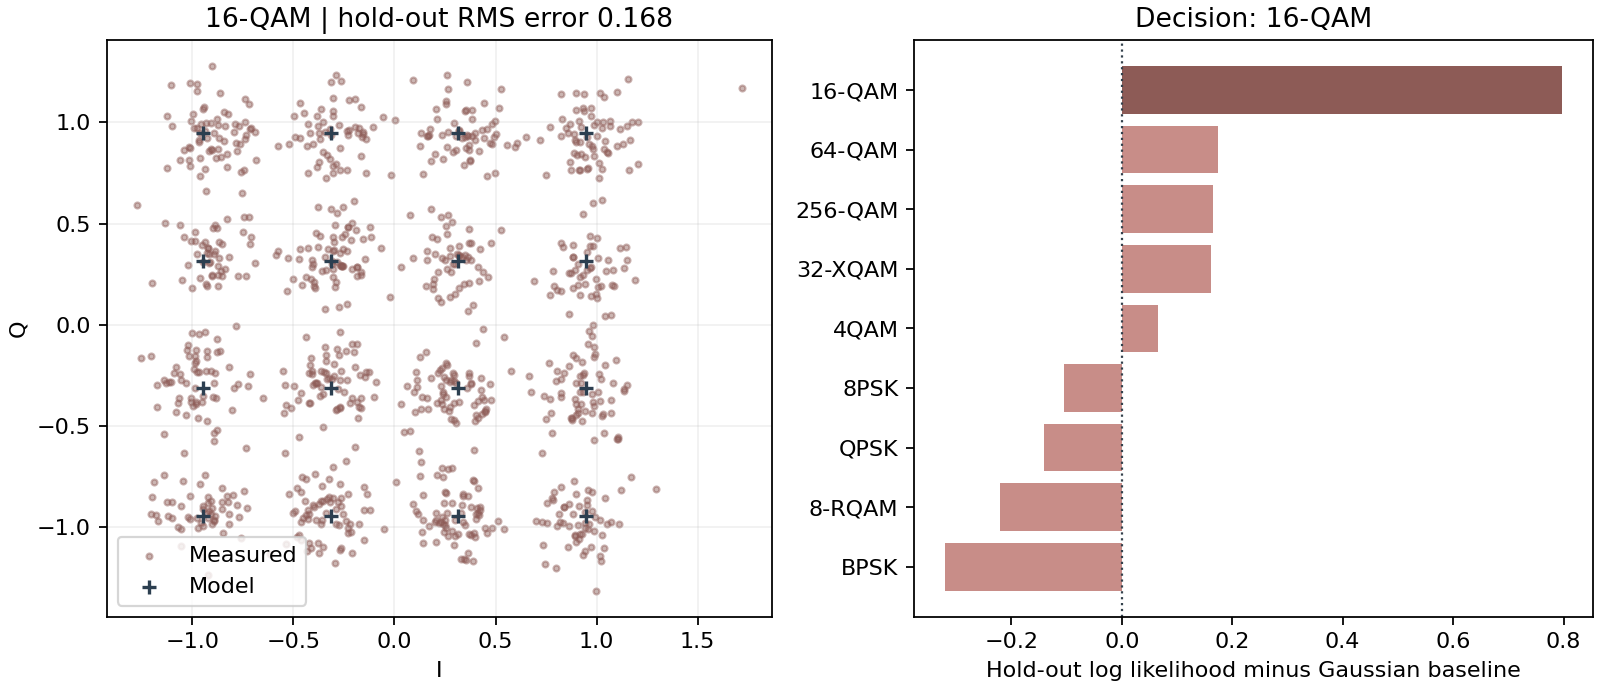 16-QAM | hold-out RMS error 0.168
1.0
0.5
0.0
−0.5
−1.0
Q
Measured
Model
−1.0
−0.5
0.0
0.5
1.0
1.5
I
Decision: 16-QAM
16-QAM
64-QAM
256-QAM
32-XQAM
4QAM
8PSK
QPSK
8-RQAM
BPSK
−0.2
0.0
0.2
0.4
0.6
0.8
Hold-out log likelihood minus Gaussian baseline